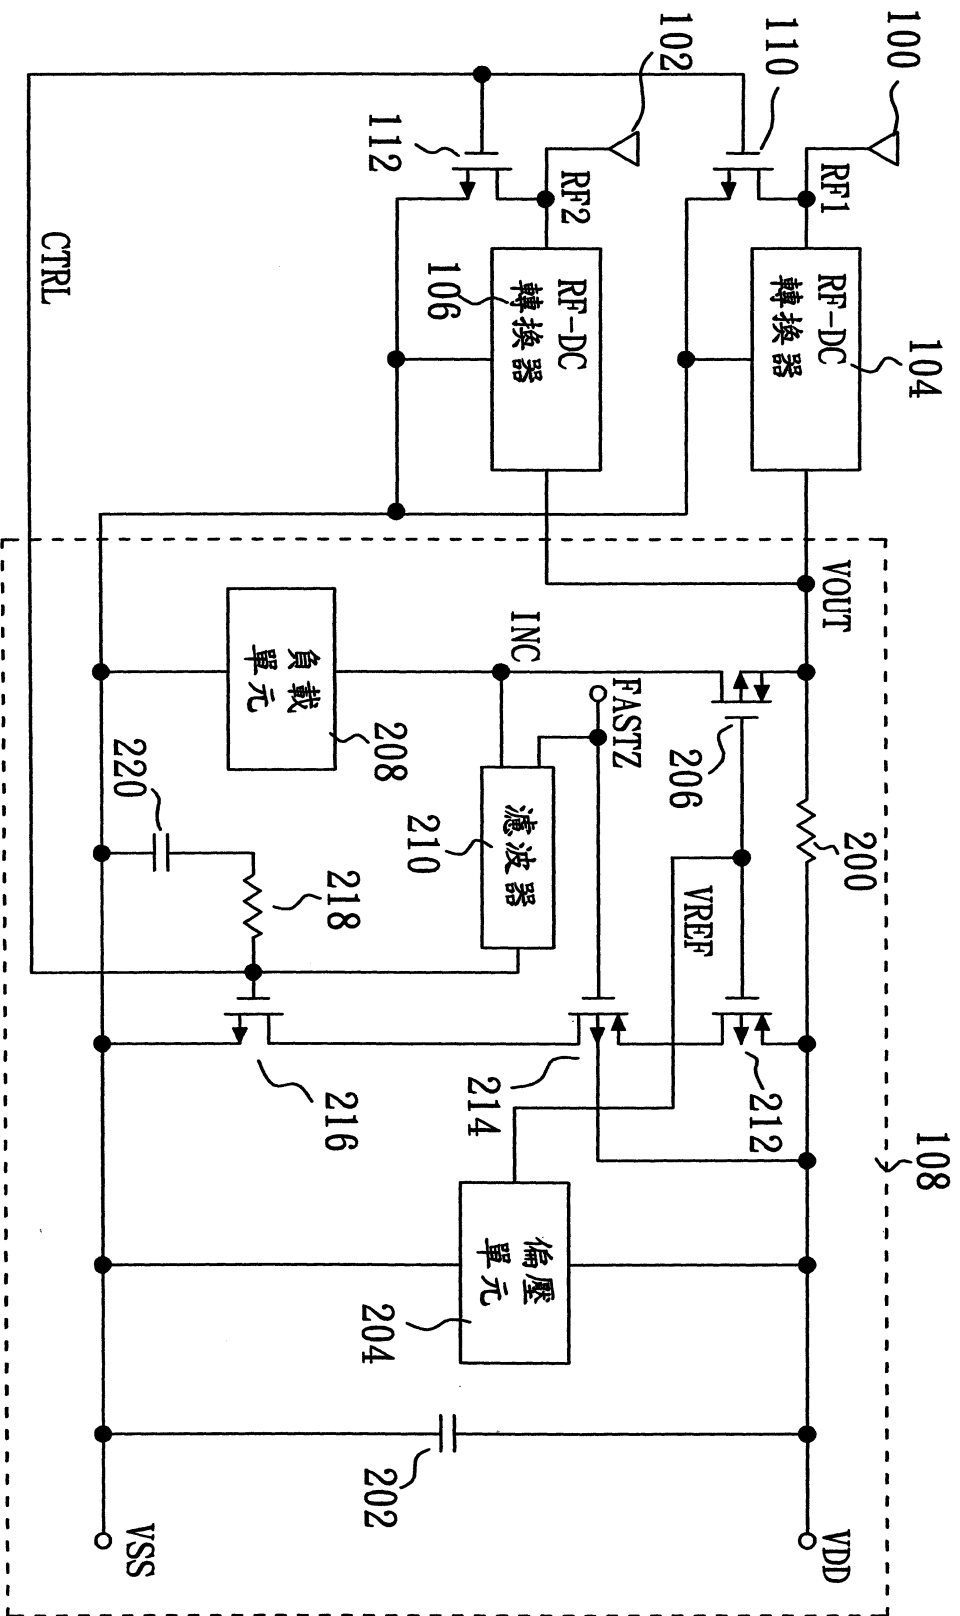 100
RF1
RF-DC
轉換器
104
110
102
RF2
RF-DC
轉換器
106
112
CTRL
VOUT
200
206
VREF
212
108
VDD
FASTZ
INC
濾波器
210
214
負載
單元
208
218
220
216
偏壓
單元
204
202
VSS